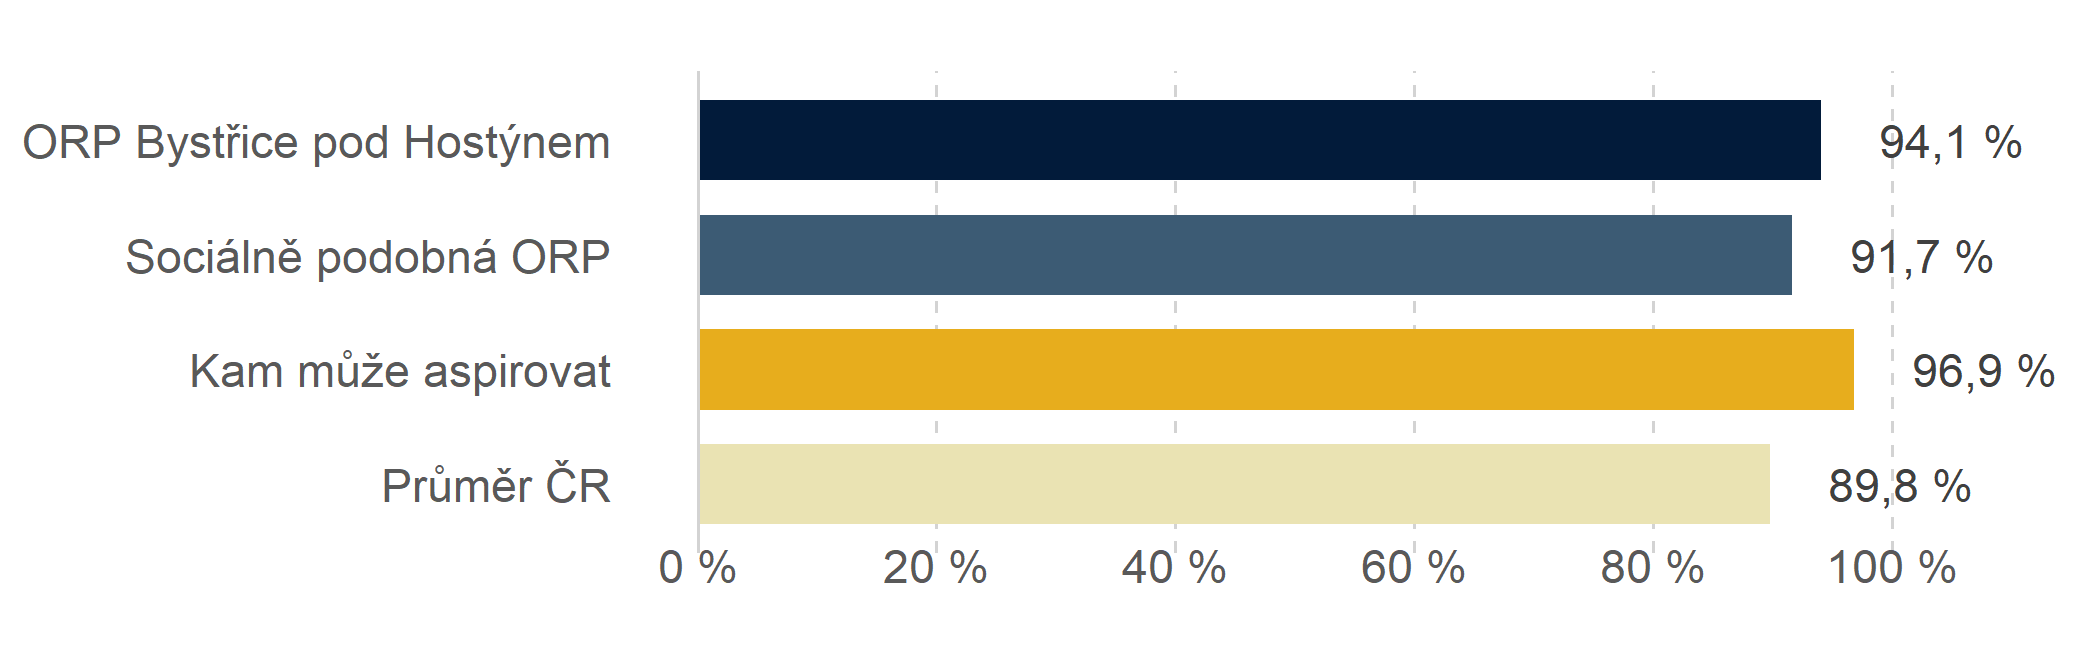 ORP Bystřice pod Hostýnem
94,1 %
Sociálně podobná ORP
91,7 %
Kam může aspirovat
96,9 %
Průměr ČR
89,8 %
0 % 20 % 40 % 60 % 80 % 100 %